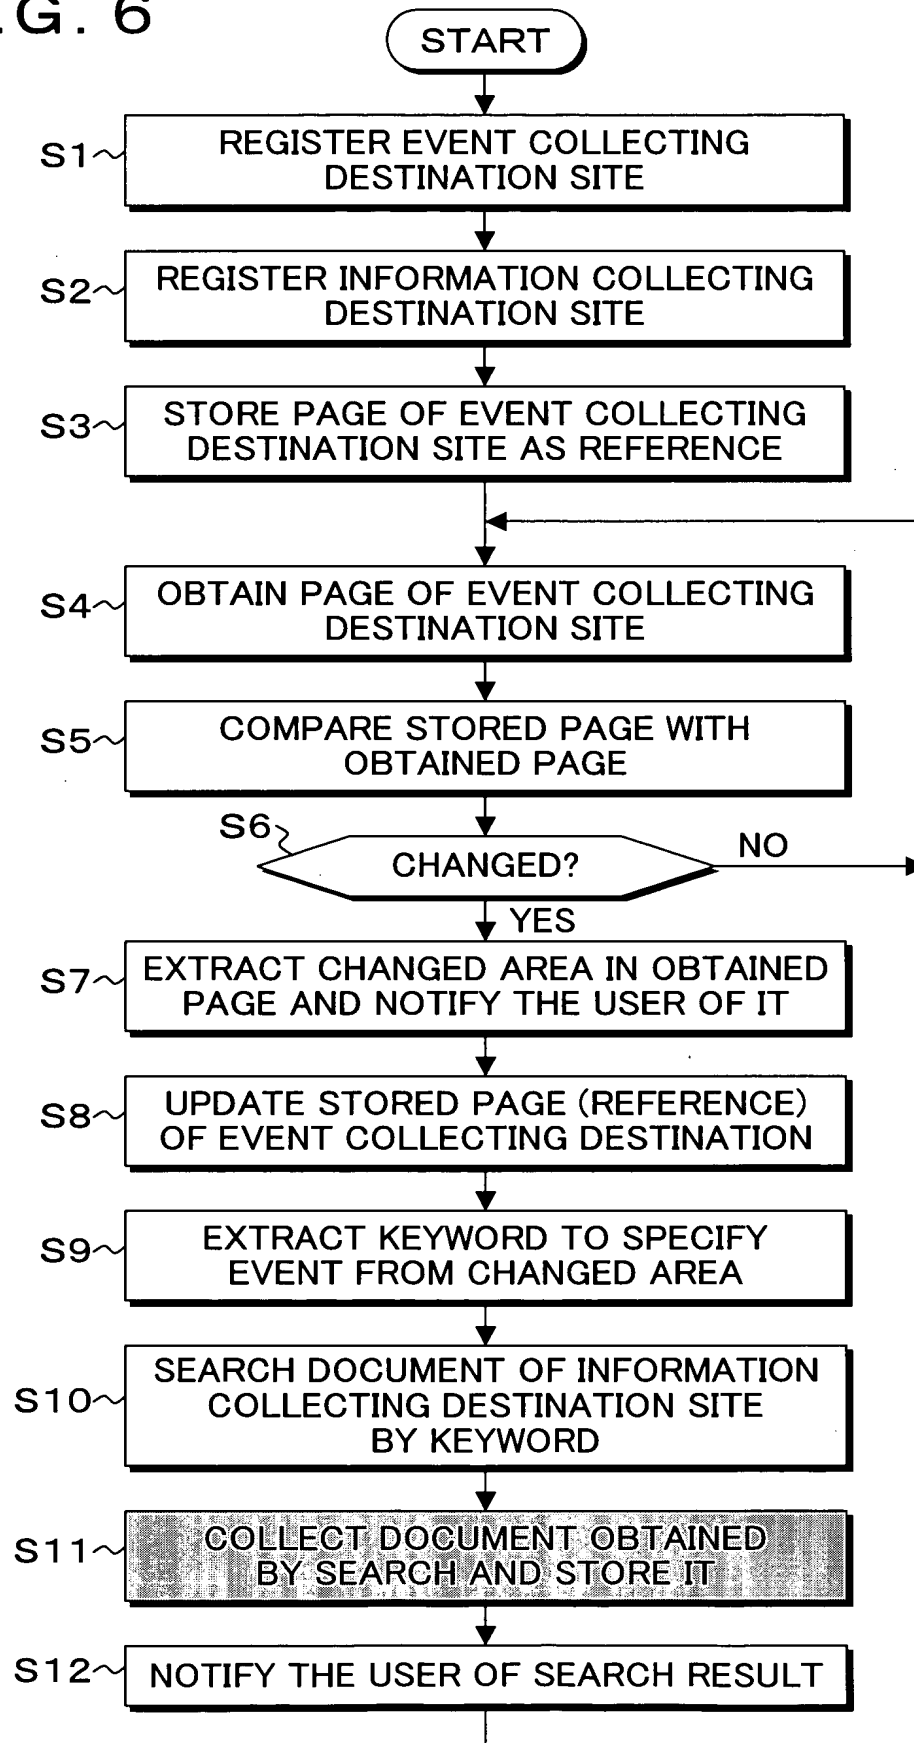 .G. 6
START
S1
REGISTER EVENT COLLECTING
DESTINATION SITE
S2
REGISTER INFORMATION COLLECTING
DESTINATION SITE
S3
STORE PAGE OF EVENT COLLECTING
DESTINATION SITE AS REFERENCE
S4
OBTAIN PAGE OF EVENT COLLECTING
DESTINATION SITE
S5
COMPARE STORED PAGE WITH
OBTAINED PAGE
S6
CHANGED?
NO
YES
S7
EXTRACT CHANGED AREA IN OBTAINED
PAGE AND NOTIFY THE USER OF IT
S8
UPDATE STORED PAGE (REFERENCE)
OF EVENT COLLECTING DESTINATION
S9
EXTRACT KEYWORD TO SPECIFY
EVENT FROM CHANGED AREA
S10
SEARCH DOCUMENT OF INFORMATION
COLLECTING DESTINATION SITE
BY KEYWORD
S11
COLLECT DOCUMENT OBTAINED
BY SEARCH AND STORE IT
S12
NOTIFY THE USER OF SEARCH RESULT